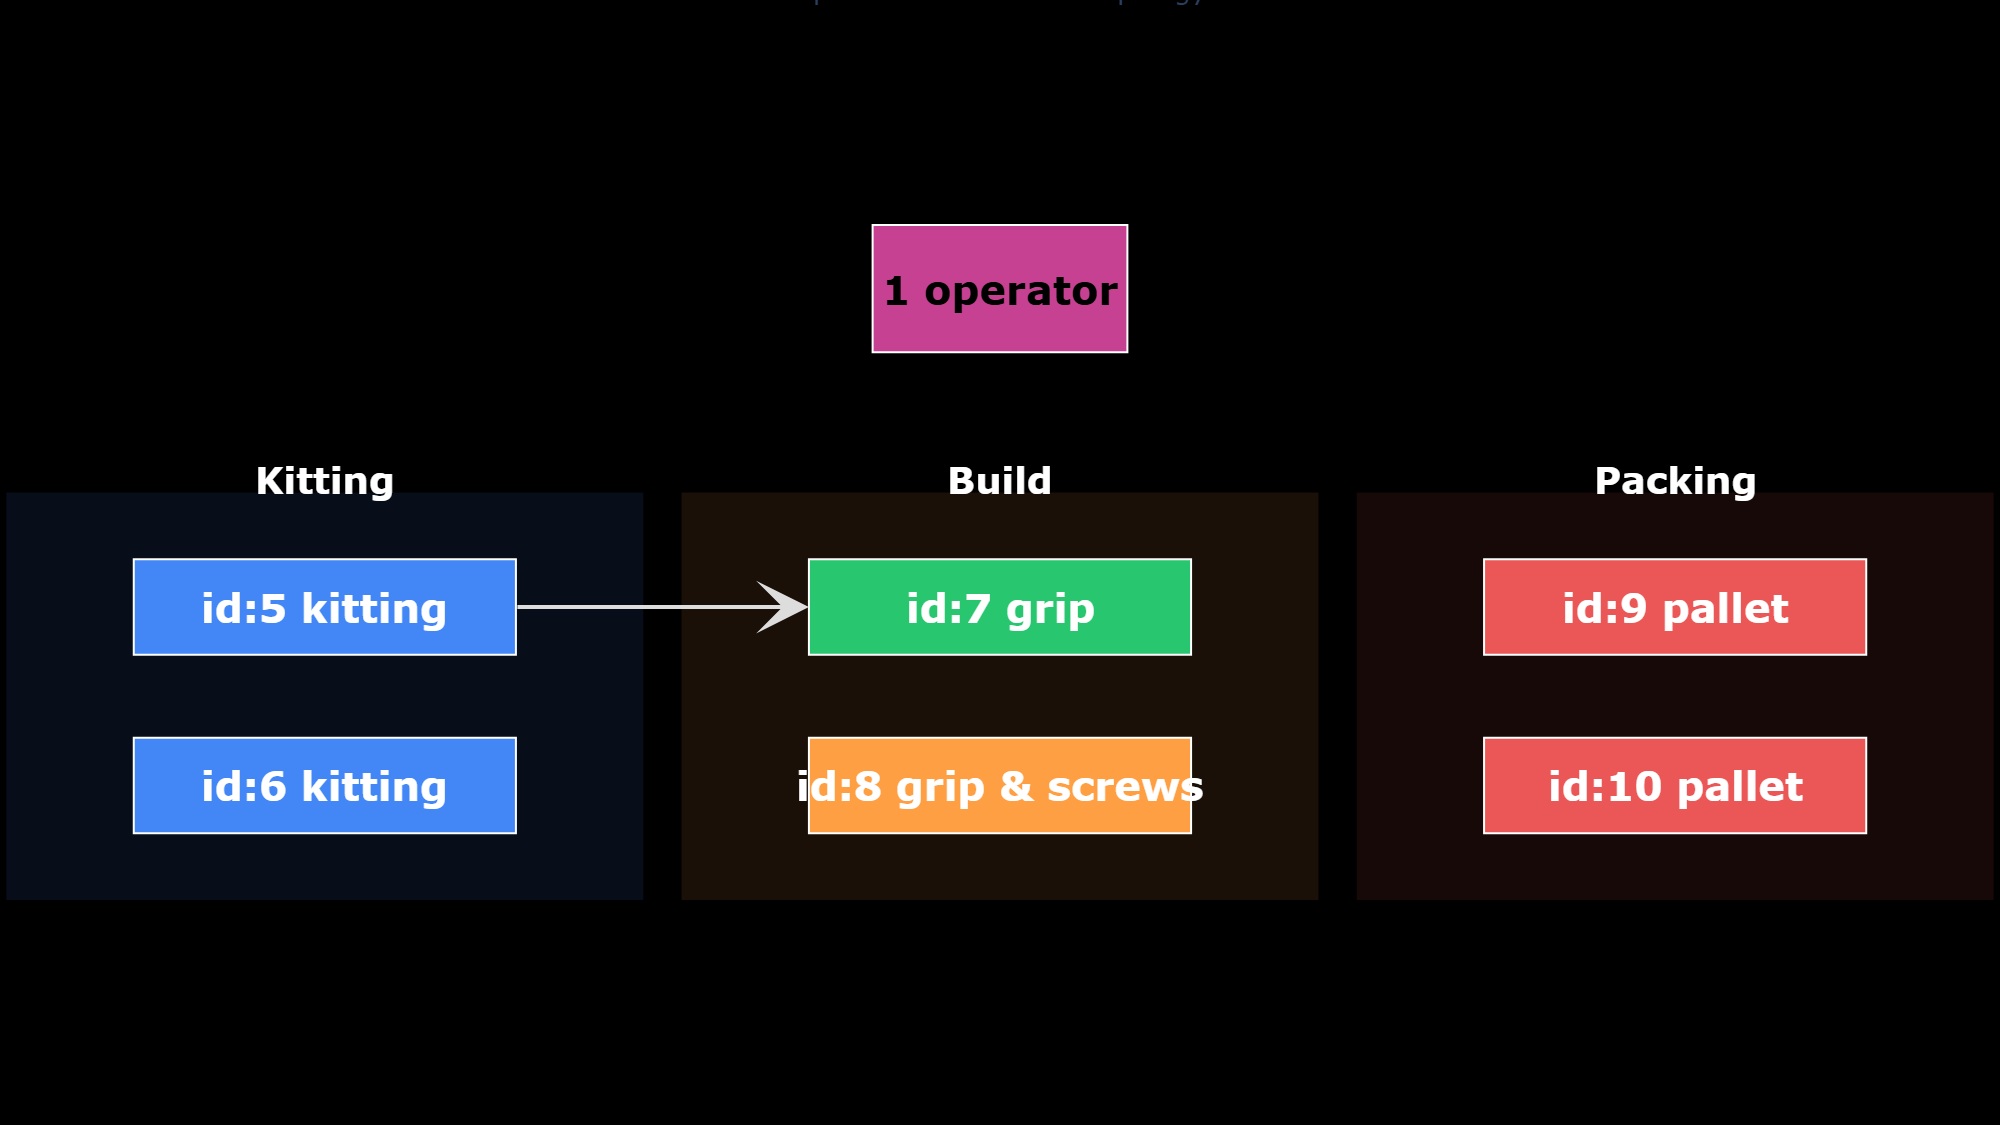 1 operator
Kitting
Build
Packing
id:5 kitting
id:7 grip
id:9 pallet
id:6 kitting
id:8 grip & screws
id:10 pallet